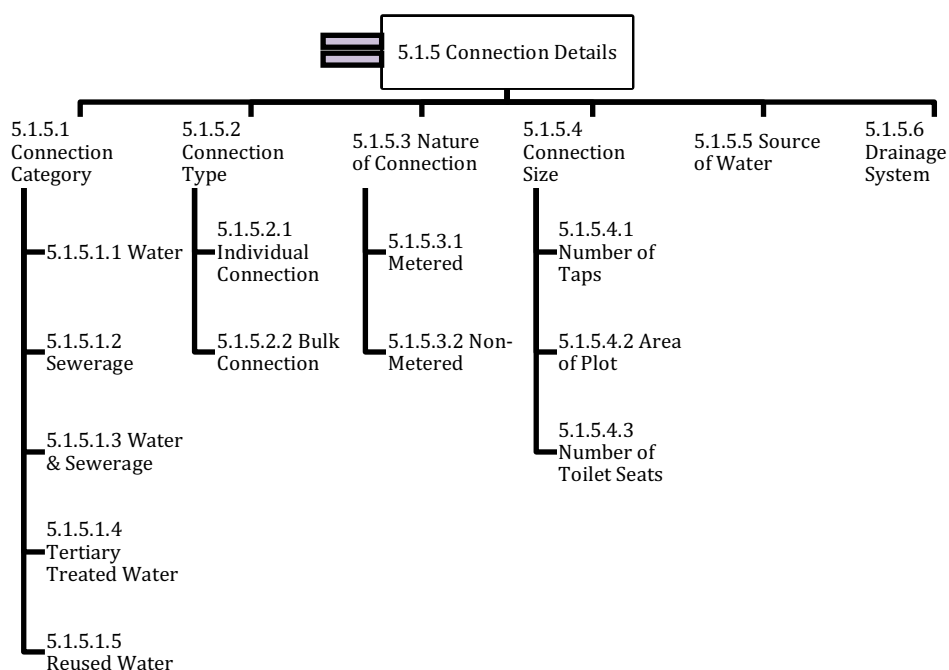 5.1.5 Connection Details
5.1.5.1
Connection
Category
5.1.5.1.1 Water
5.1.5.1.2
Sewerage
5.1.5.1.3 Water
& Sewerage
5.1.5.1.4
Tertiary
Treated Water
5.1.5.1.5
Reused Water
5.1.5.2
Connection
Type
5.1.5.2.1
Individual
Connection
5.1.5.2.2 Bulk
Connection
5.1.5.3 Nature
of Connection
5.1.5.3.1
Metered
5.1.5.3.2 Non-
Metered
5.1.5.4
Connection
Size
5.1.5.4.1
Number of
Taps
5.1.5.4.2 Area
of Plot
5.1.5.4.3
Number of
Toilet Seats
5.1.5.5 Source
of Water
5.1.5.6
Drainage
System